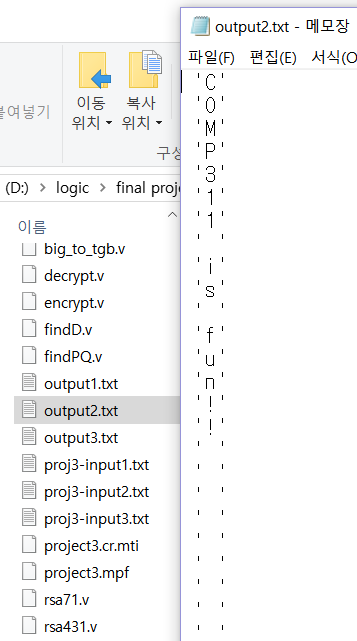 output2.txt - 메모장
파일(F) 편집(E) 서식(O
붙여넣기
이동 위치
복사 위치
구성
(D:) > logic > final proje
이름
big_to_tgb.v
decrypt.v
encrypt.v
findD.v
findPQ.v
output1.txt
output2.txt
output3.txt
proj3-input1.txt
proj3-input2.txt
proj3-input3.txt
project3.cr.mti
project3.mpf
rsa71.v
rsa431.v
'C'
'O'
'M'
'P'
'3'
'1'
'1'
' '
'i'
's'
' '
'f'
'u'
'n'
'!'
'!'
' '
' '
' '
' '
' '
' '
' '
' '
' '